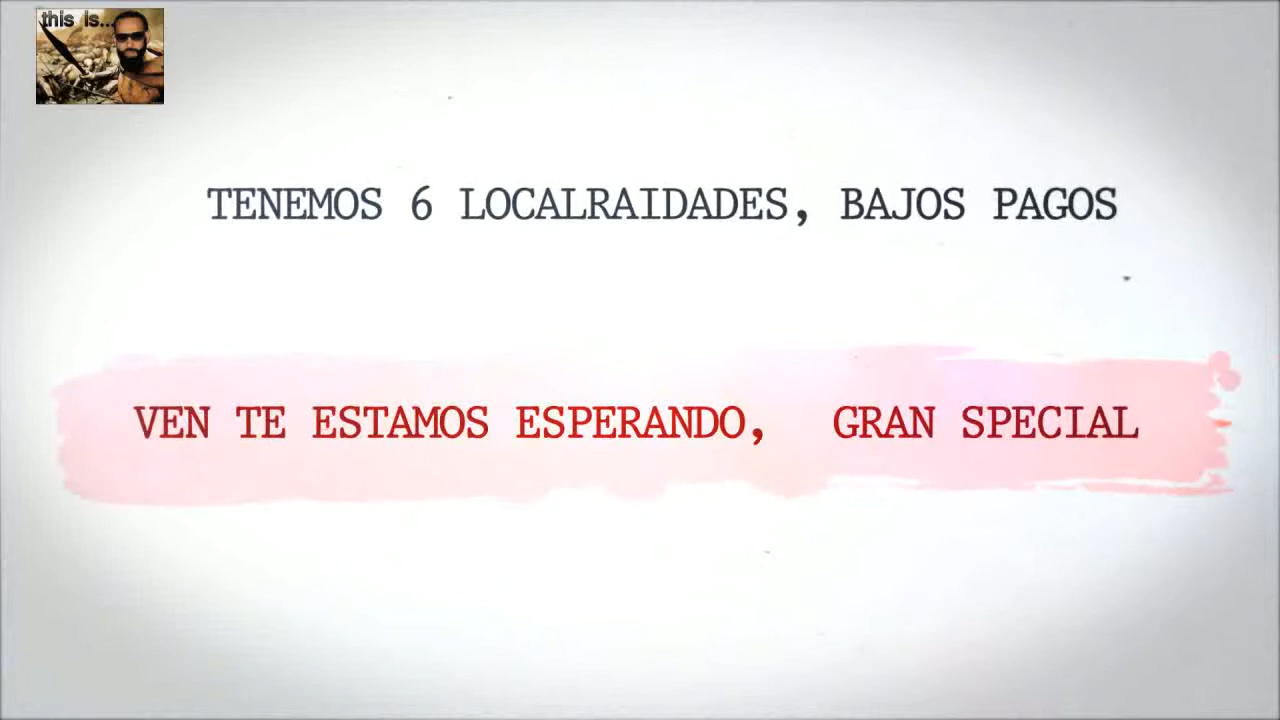 this is...
TENEMOS 6 LOCALRAIDADES, BAJOS PAGOS
VEN TE ESTAMOS ESPERANDO, GRAN SPECIAL